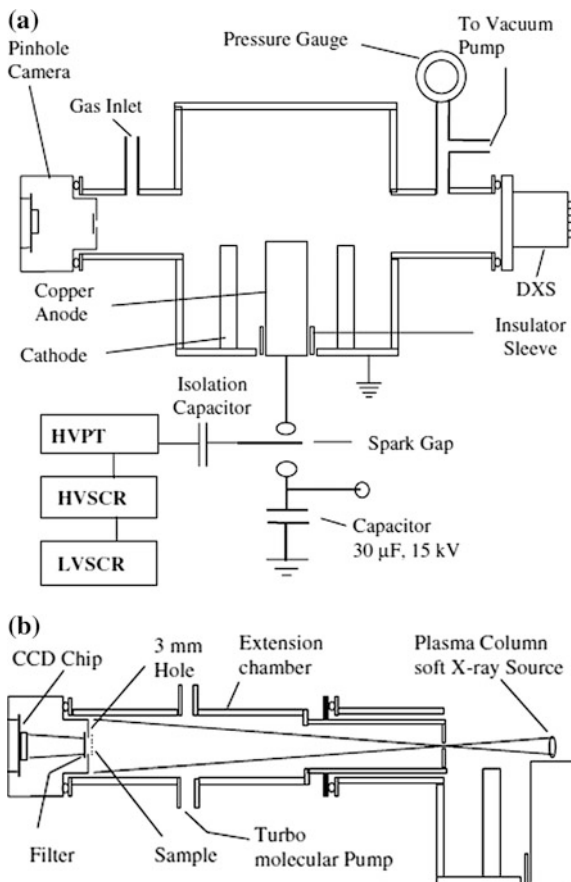 (a)
Pinhole
Camera
Gas Inlet
Pressure Gauge
To Vacuum
Pump
DXS
Copper
Anode
Cathode
Insulator
Sleeve
Isolation
Capacitor
HVPT
Spark Gap
HVSCR
LVSCR
Capacitor
30 μF, 15 kV
(b)
CCD Chip
3 mm
Hole
Extension
chamber
Plasma Column
soft X-ray Source
Filter
Sample
Turbo
molecular Pump